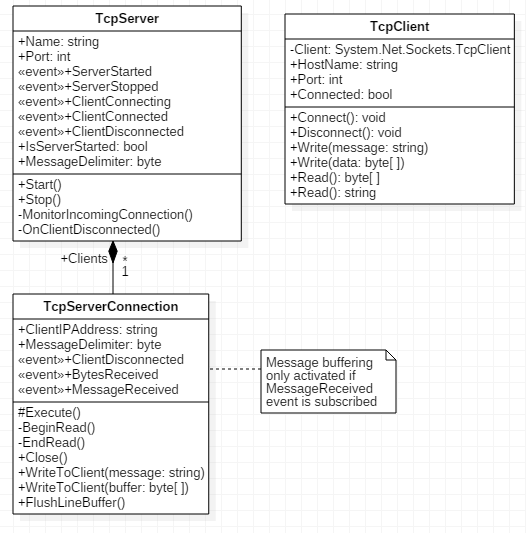 TcpServer
+Name: string
+Port: int
«event»+ServerStarted
«event»+ServerStopped
«event»+ClientConnecting
«event»+ClientConnected
«event»+ClientDisconnected
+IsServerStarted: bool
+MessageDelimiter: byte
+Start()
+Stop()
-MonitorIncomingConnection()
-OnClientDisconnected()
TcpClient
-Client: System.Net.Sockets.TcpClient
+HostName: string
+Port: int
+Connected: bool
+Connect(): void
+Disconnect(): void
+Write(message: string)
+Write(data: byte[ ])
+Read(): byte[ ]
+Read(): string
+Clients
*
1
TcpServerConnection
+ClientIPAddress: string
+MessageDelimiter: byte
«event»+ClientDisconnected
«event»+BytesReceived
«event»+MessageReceived
#Execute()
-BeginRead()
-EndRead()
+Close()
+WriteToClient(message: string)
+WriteToClient(buffer: byte[ ])
+FlushLineBuffer()
Message buffering
only activated if
MessageReceived
event is subscribed